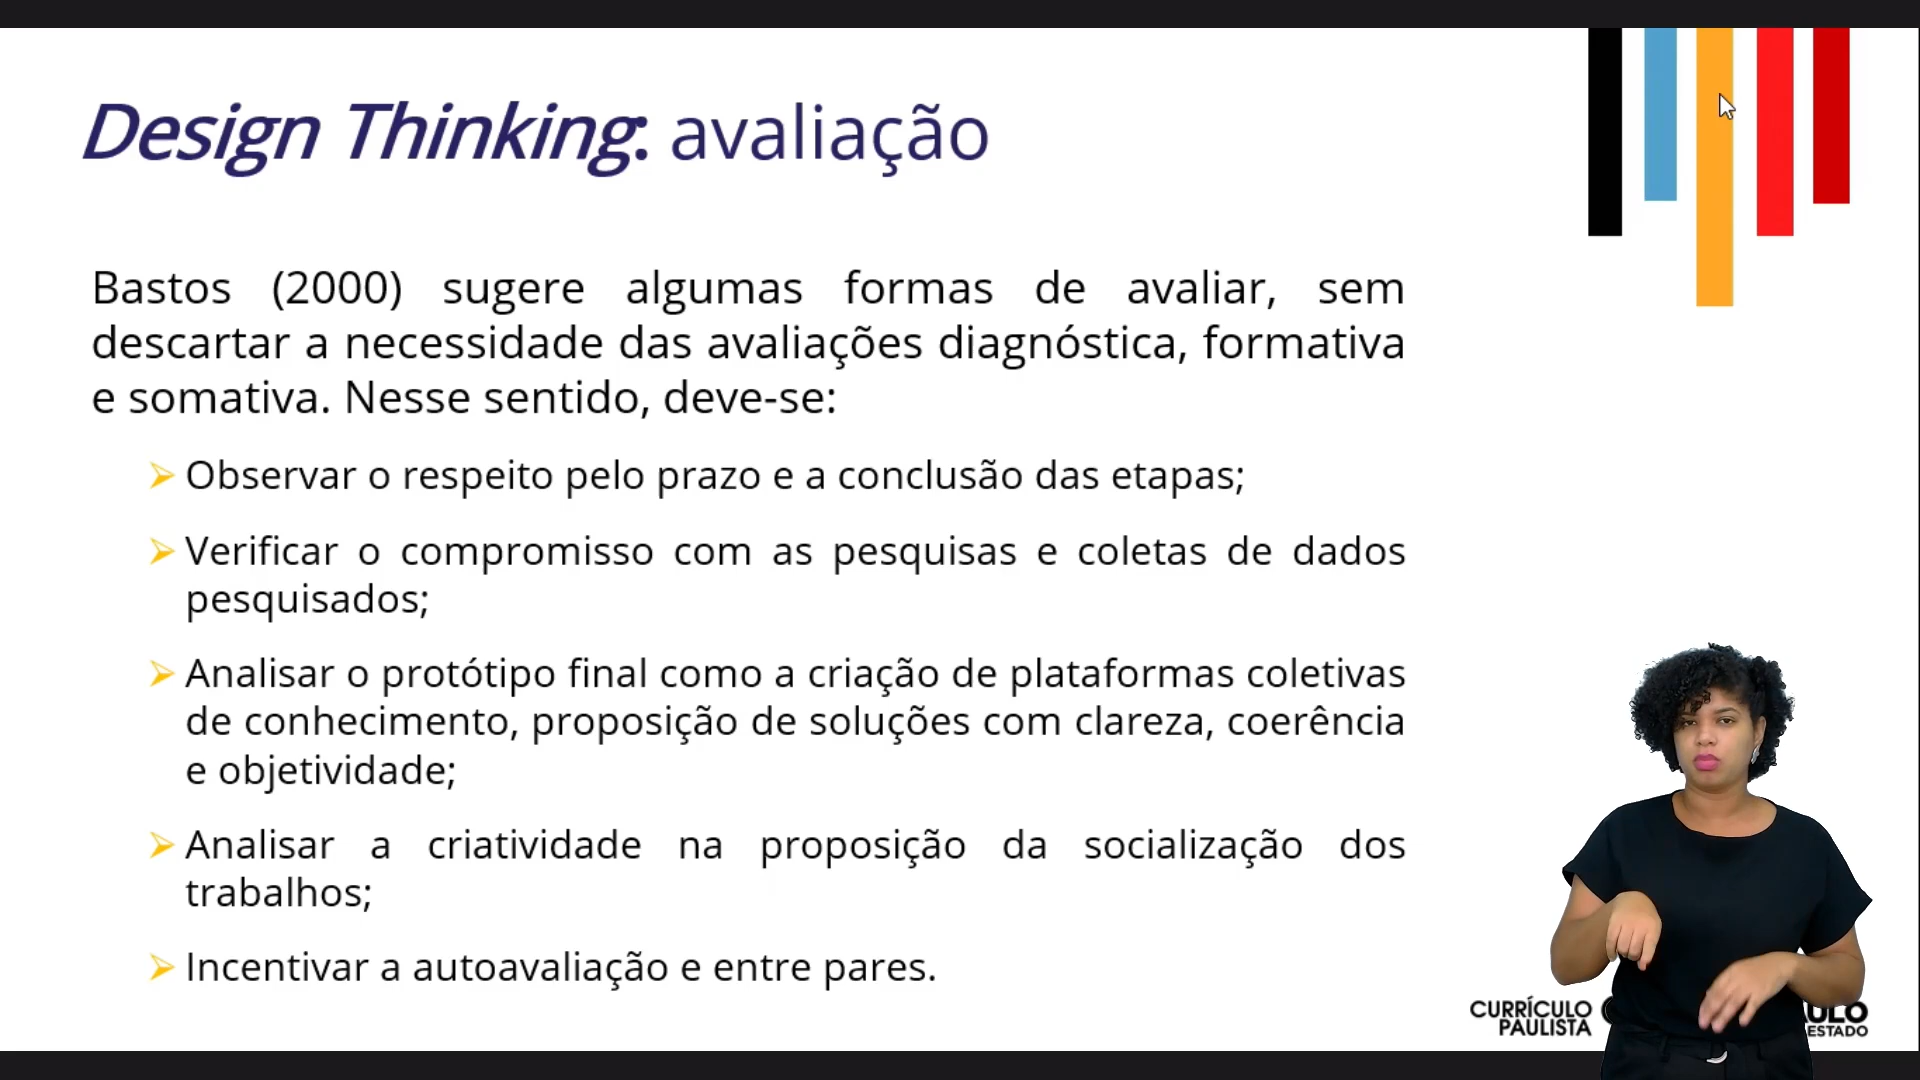 Design Thinking: avaliação
Bastos (2000) sugere algumas formas de avaliar, sem
descartar a necessidade das avaliações diagnóstica, formativa
e somativa. Nesse sentido, deve-se:
➢ Observar o respeito pelo prazo e a conclusão das etapas;
➢ Verificar o compromisso com as pesquisas e coletas de dados
pesquisados;
➢ Analisar o protótipo final como a criação de plataformas coletivas
de conhecimento, proposição de soluções com clareza, coerência
e objetividade;
➢ Analisar a criatividade na proposição da socialização dos
trabalhos;
➢ Incentivar a autoavaliação e entre pares.
CURRÍCULO
PAULISTA
ULO
ESTADO